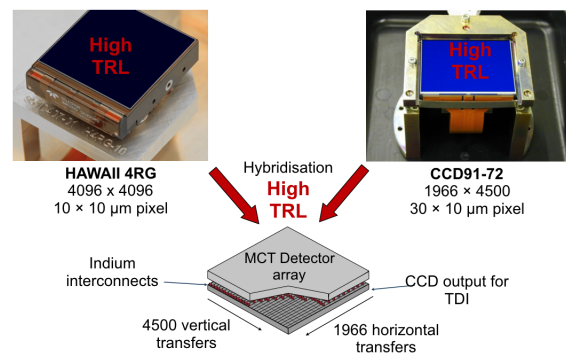 High
TRL
High
TRL
HAWAII 4RG
4096 x 4096
10 × 10 µm pixel
Hybridisation
High
TRL
CCD91-72
1966 × 4500
30 × 10 µm pixel
MCT Detector
array
Indium
interconnects
CCD output for
TDI
4500 vertical
transfers
1966 horizontal
transfers